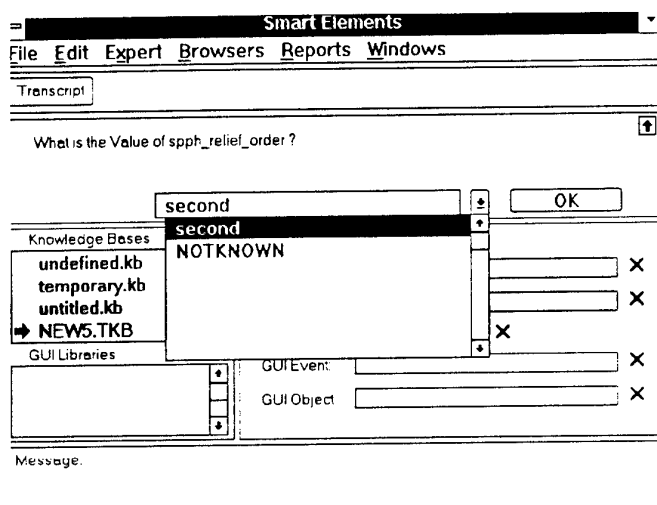 Smart Elements
File Edit Expert Browsers Reports Windows
Transcript
What is the Value of spph_relief_order ?
second
OK
second
NOTKNOWN
Knowledge Bases
undefined.kb
temporary.kb
untitled.kb
NEW5.TKB
GUI Libraries
GUI Event:
GUI Object
Message: